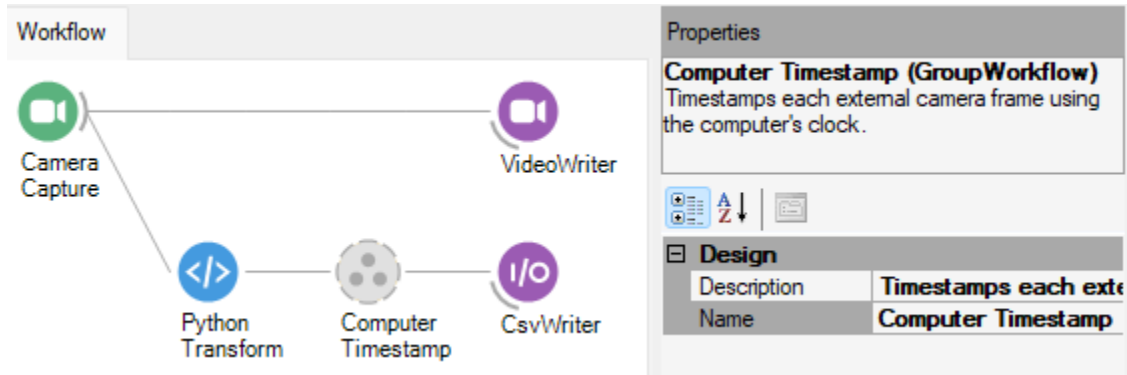 Workflow
Camera
Capture
VideoWriter
</>
Python
Transform
Computer
Timestamp
I/O
CsvWriter
Properties
Computer Timestamp (GroupWorkflow)
Timestamps each external camera frame using
the computer's clock.
A
Z
Design
Description Timestamps each exte
Name Computer Timestamp